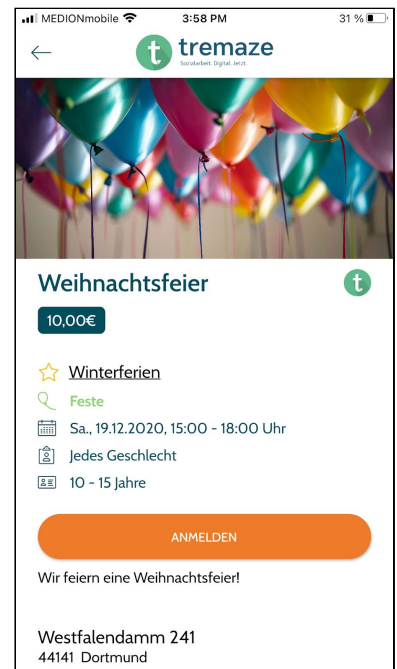 MEDIONmobile 3:58 PM 31 %
t tremaze
Sozialarbeit. Digital. Jetzt.
Weihnachtsfeier t
10,00€
Winterferien
Feste
Sa., 19.12.2020, 15:00 - 18:00 Uhr
Jedes Geschlecht
10 - 15 Jahre
ANMELDEN
Wir feiern eine Weihnachtsfeier!
Westfalendamm 241
44141 Dortmund